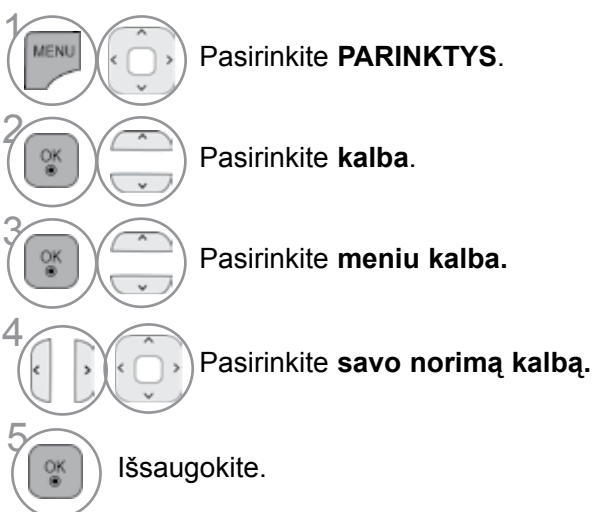 1
MENU
Pasirinkite PARINKTYS.
2
OK
Pasirinkite kalba.
3
OK
Pasirinkite meniu kalba.
4
Pasirinkite savo norimą kalbą.
5
OK
Išsaugokite.